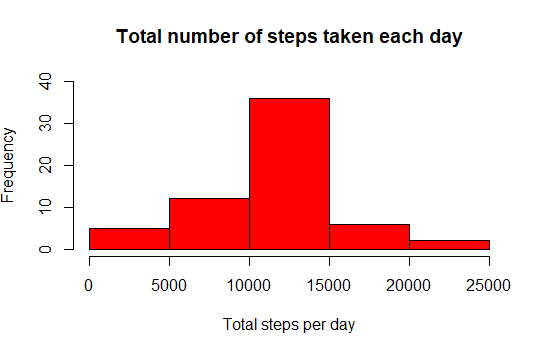 Total number of steps taken each day
Frequency
40
30
20
10
0
0 5000 10000 15000 20000 25000
Total steps per day